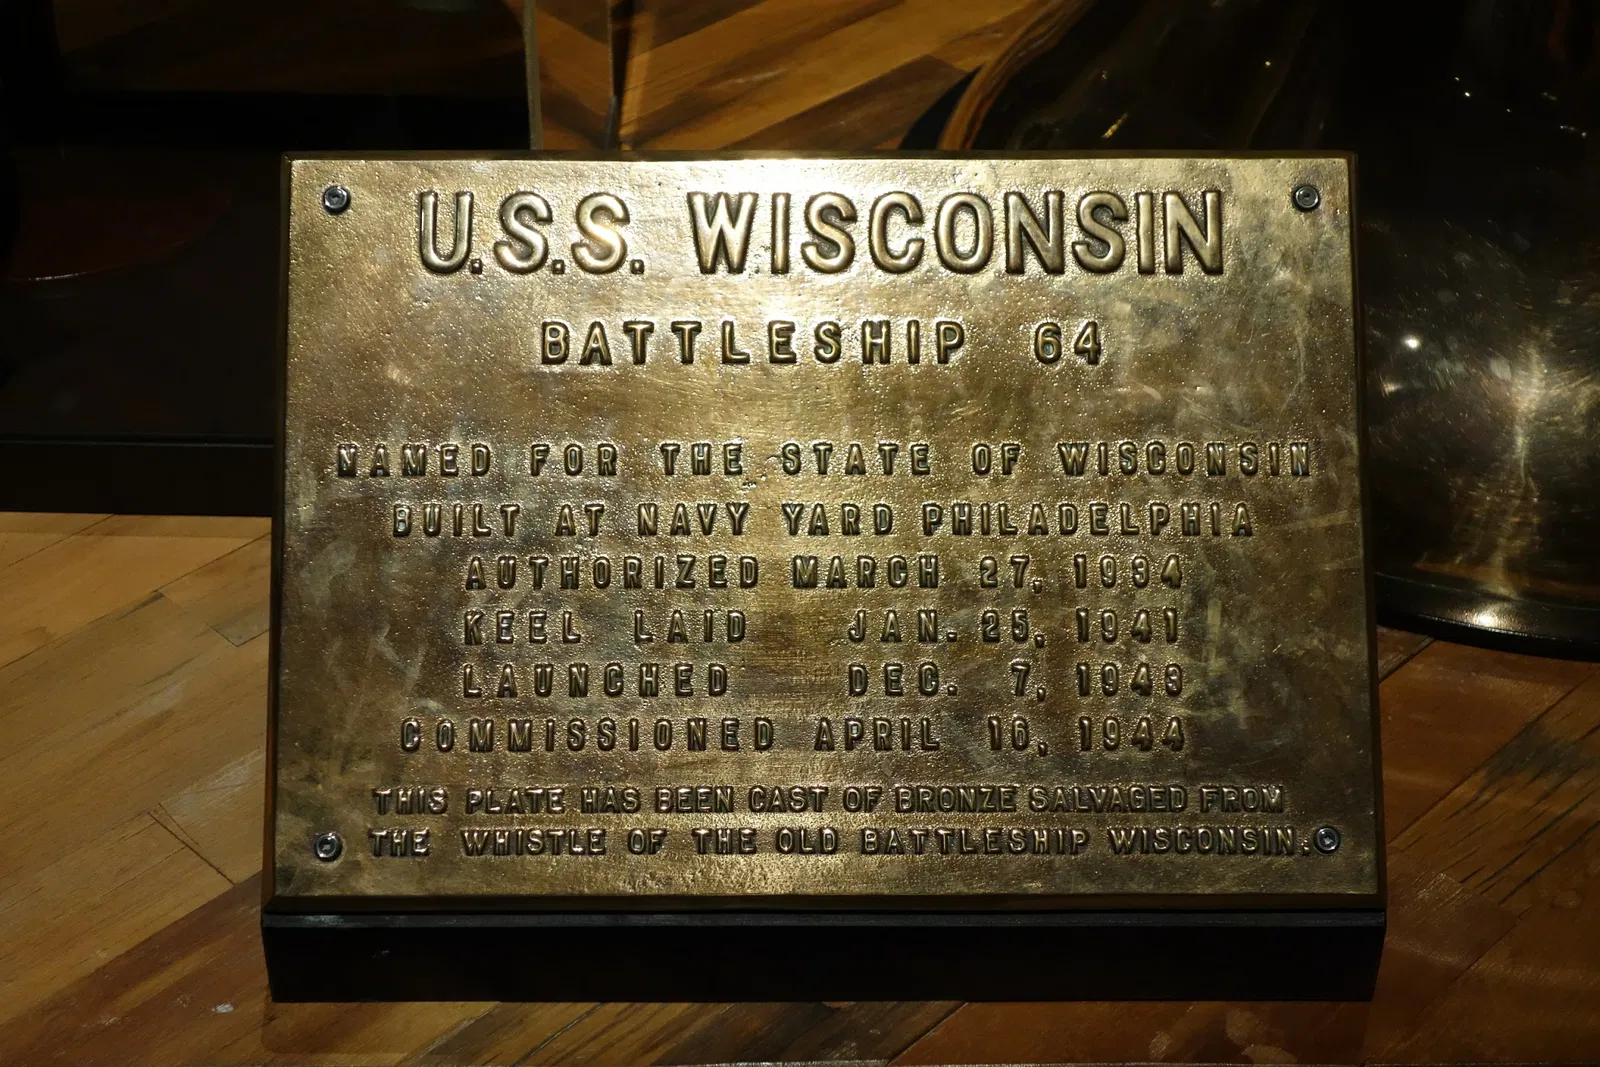 U.S.S. WISCONSIN
BATTLESHIP 64
NAMED FOR THE STATE OF WISCONSIN
BUILT AT NAVY YARD PHILADELPHIA
AUTHORIZED MARCH 27, 1934
KEEL LAID JAN. 25, 1941
LAUNCHED DEC. 7, 1943
COMMISSIONED APRIL 16, 1944
THIS PLATE HAS BEEN CAST OF BRONZE SALVAGED FROM
THE WHISTLE OF THE OLD BATTLESHIP WISCONSIN.